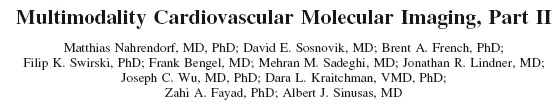 Multimodality Cardiovascular Molecular Imaging, Part II
Matthias Nahrendorf, MD, PhD; David E. Sosnovik, MD; Brent A. French, PhD;
Filip K. Swirski, PhD; Frank Bengel, MD; Mehran M. Sadeghi, MD; Jonathan R. Lindner, MD;
Joseph C. Wu, MD, PhD; Dara L. Kraitchman, VMD, PhD;
Zahi A. Fayad, PhD; Albert J. Sinusas, MD